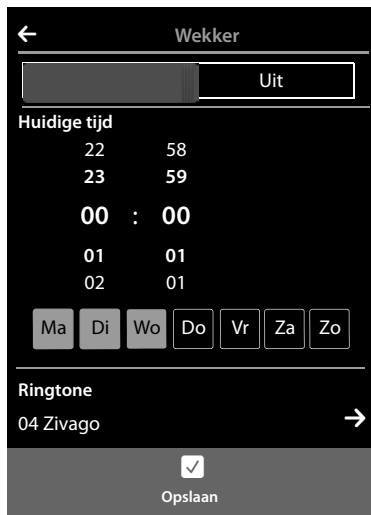 Wekker
Uit
Huidige tijd
22 58
23 59
00 : 00
01 01
02 01
Ma Di Wo Do Vr Za Zo
Ringtone
04 Zivago
Opslaan